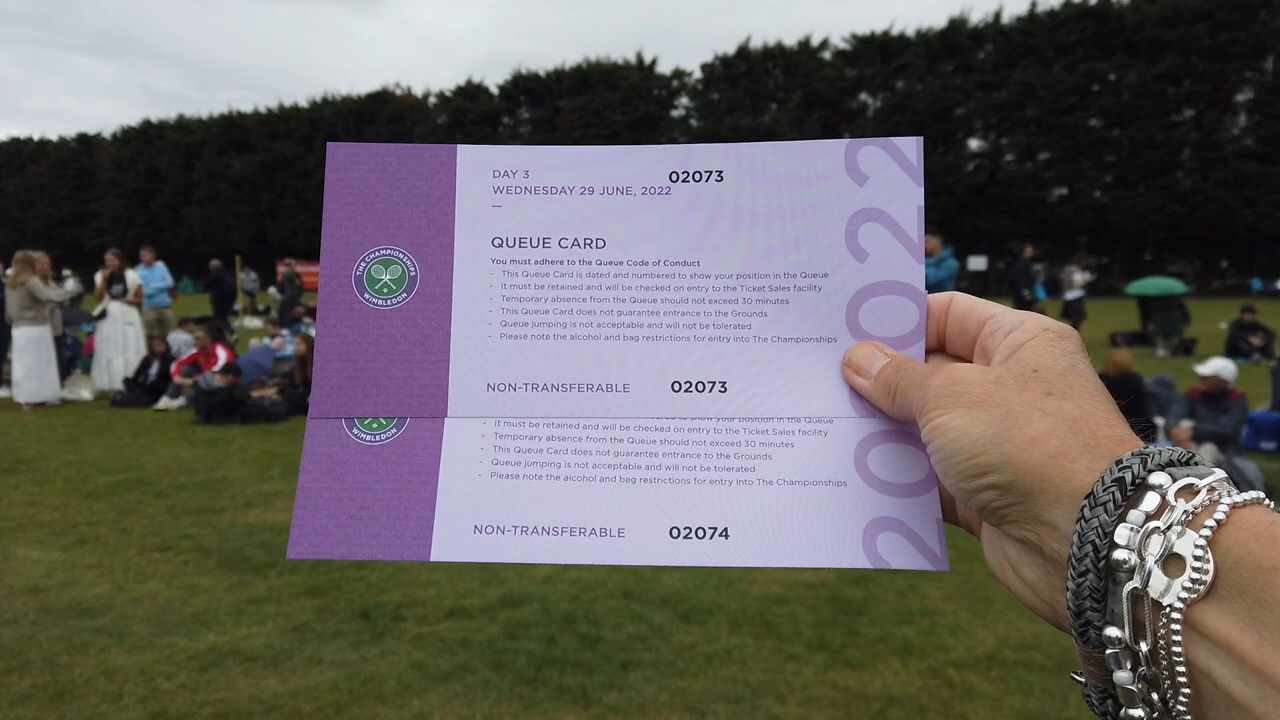 DAY 3
02073
WEDNESDAY 29 JUNE, 2022
QUEUE CARD
You must adhere to the Queue Code of Conduct
- This Queue Card is dated and numbered to show your position in the Queue
- It must be retained and will be checked on entry to the Ticket Sales facility
- Temporary absence from the Queue should not exceed 30 minutes
- This Queue Card does not guarantee entrance to the Grounds
- Queue jumping is not acceptable and will not be tolerated
- Please note the alcohol and bag restrictions for entry into The Championships
NON-TRANSFERABLE 02073
THE CHAMPIONSHIPS
WIMBLEDON
2022
to show your position in the Queue
- It must be retained and will be checked on entry to the Ticket Sales facility
- Temporary absence from the Queue should not exceed 30 minutes
- This Queue Card does not guarantee entrance to the Grounds
- Queue jumping is not acceptable and will not be tolerated
- Please note the alcohol and bag restrictions for entry into The Championships
NON-TRANSFERABLE 02074
WIMBLEDON
20